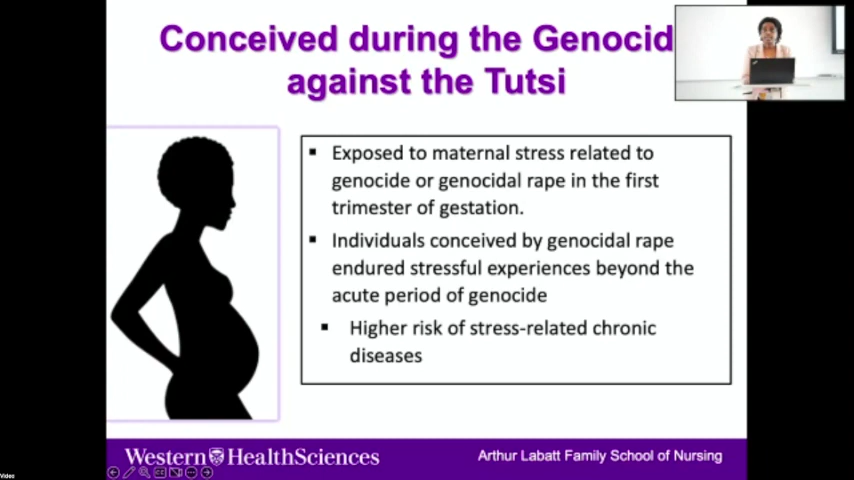 Conceived during the Genocid
against the Tutsi
▪ Exposed to maternal stress related to
genocide or genocidal rape in the first
trimester of gestation.
▪ Individuals conceived by genocidal rape
endured stressful experiences beyond the
acute period of genocide
▪ Higher risk of stress-related chronic
diseases
Western HealthSciences
Arthur Labatt Family School of Nursing
Video